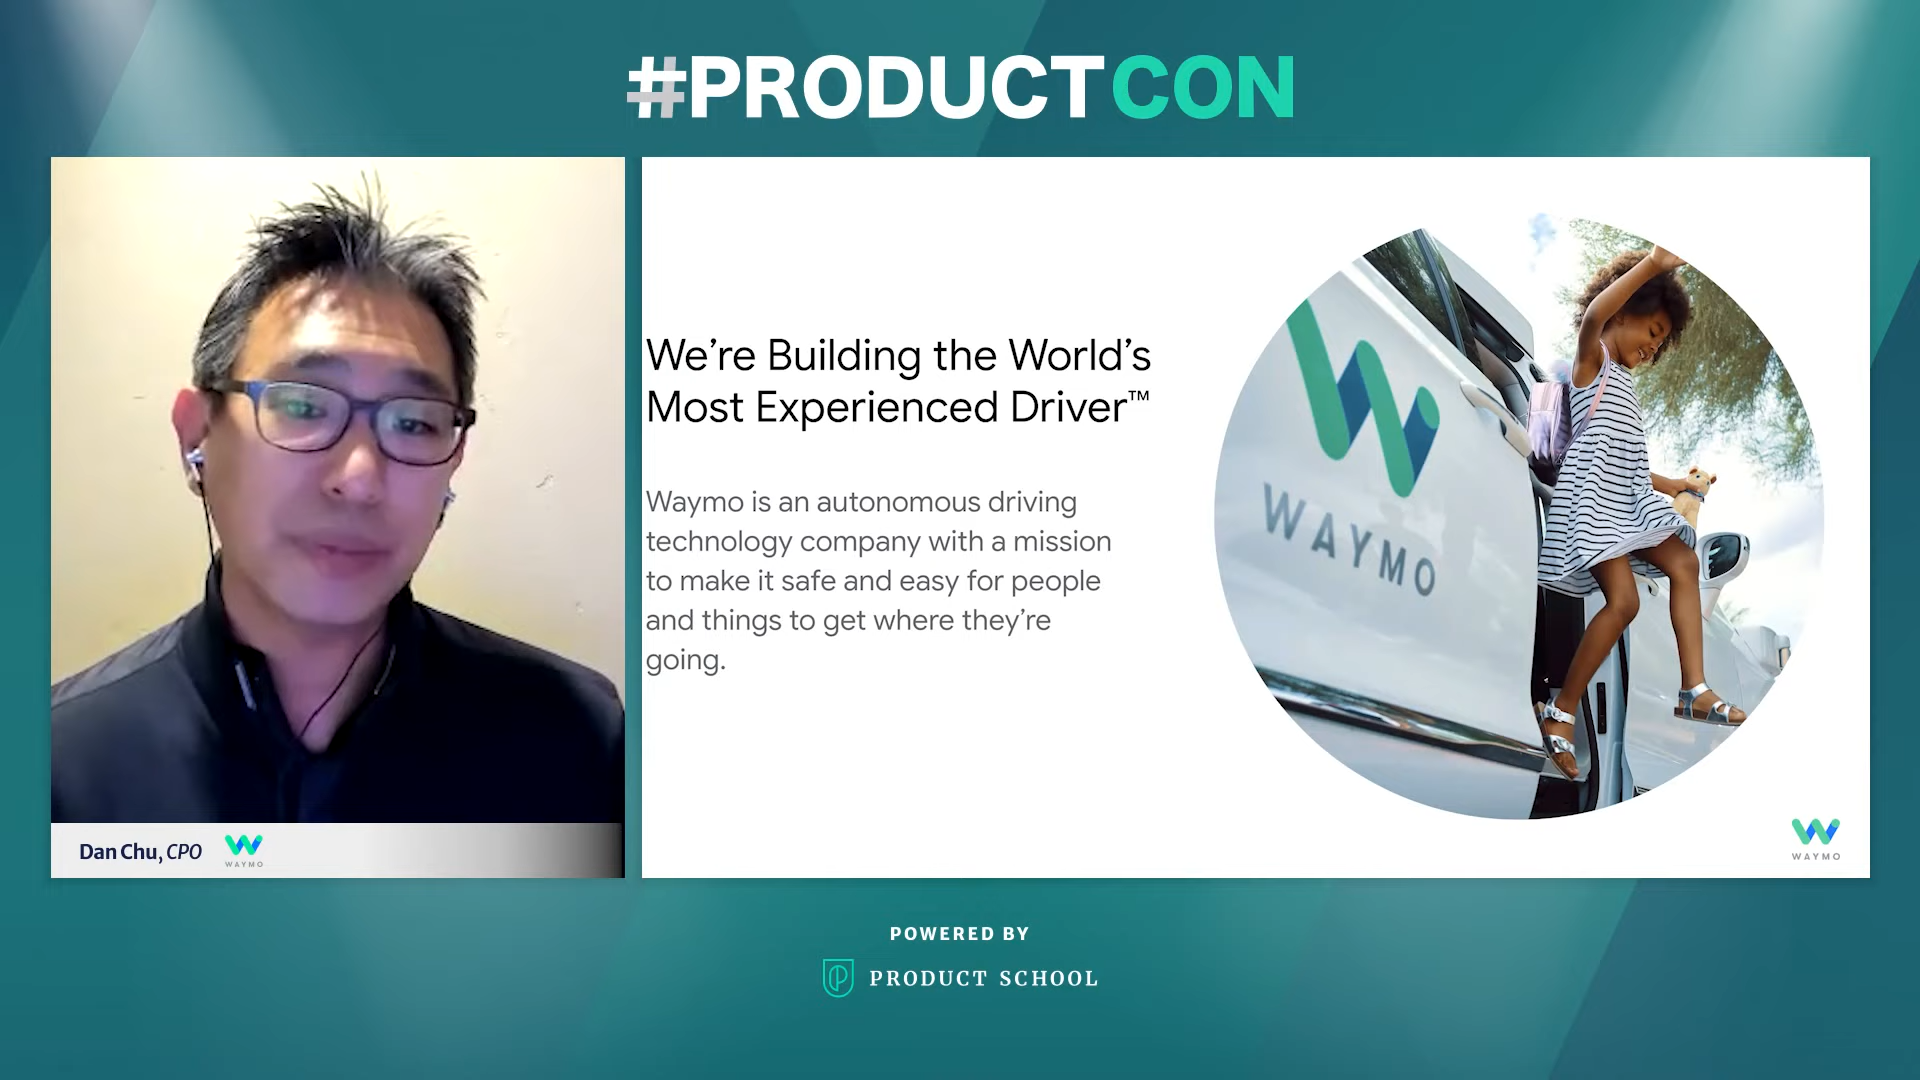 #PRODUCTCON
Dan Chu, CPO
WAYMO
We're Building the World's
Most Experienced Driver™
Waymo is an autonomous driving
technology company with a mission
to make it safe and easy for people
and things to get where they're
going.
WAYMO
WAYMO
POWERED BY
PRODUCT SCHOOL